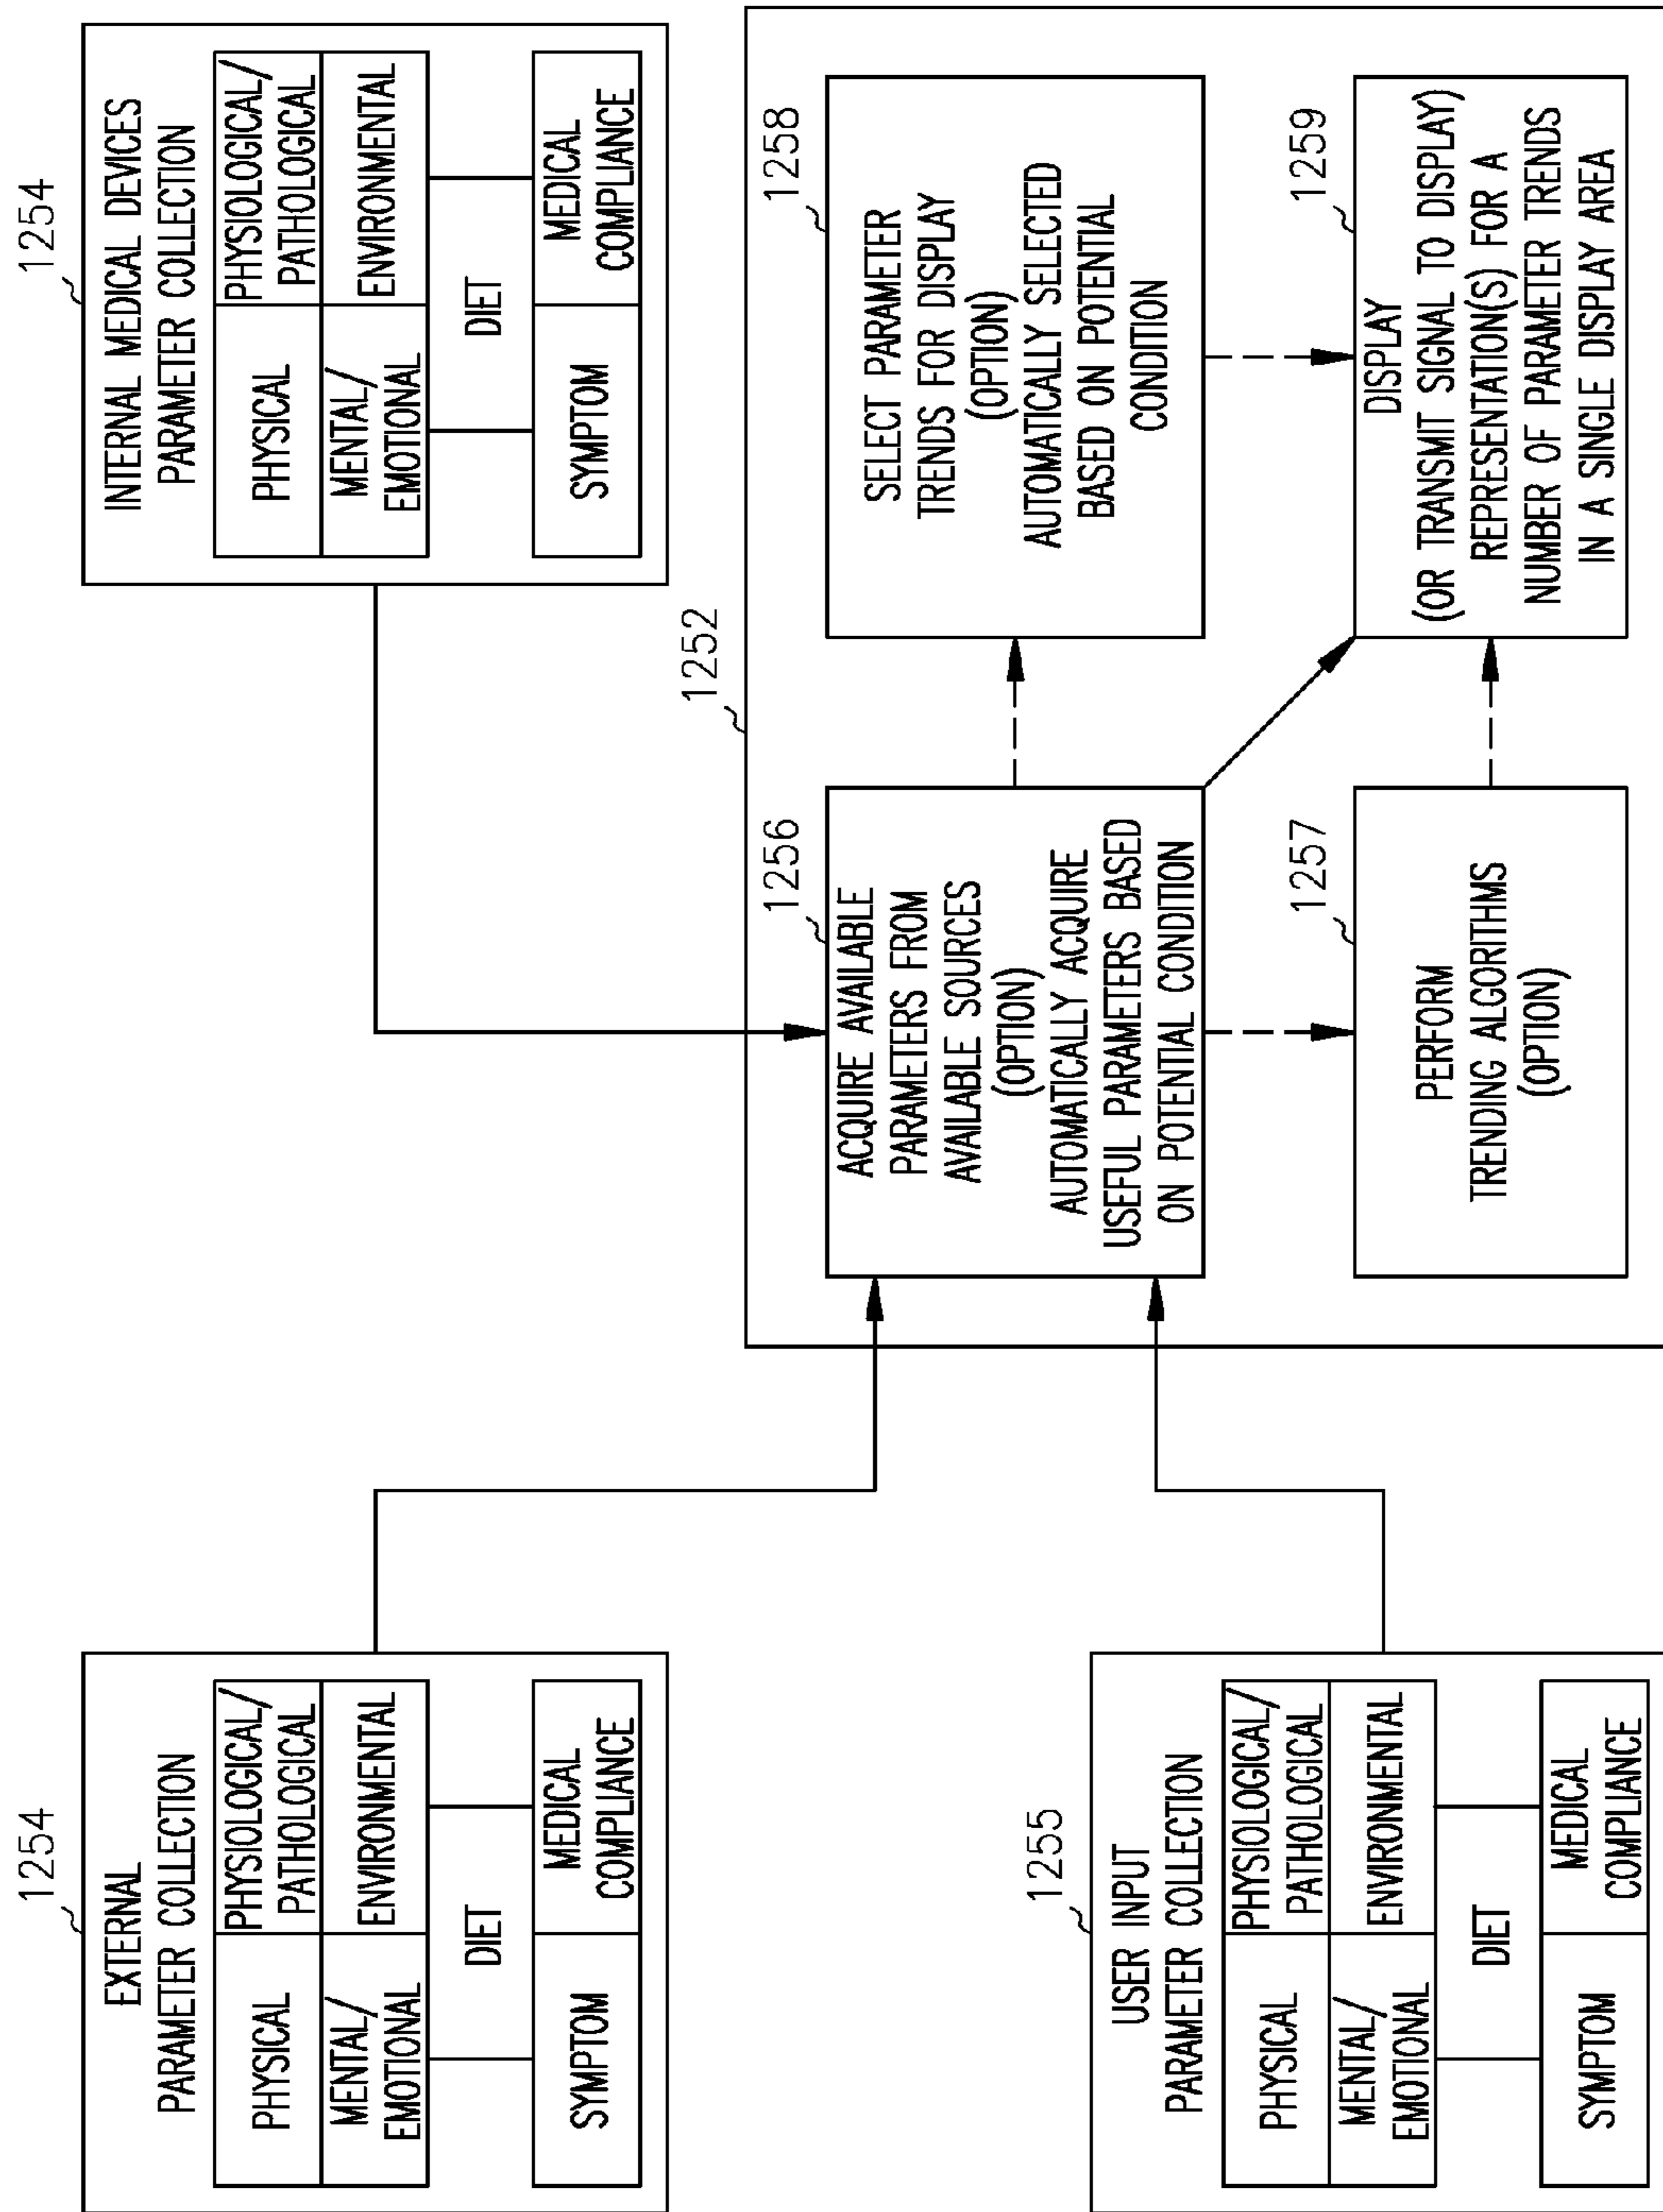 1254
EXTERNAL
PARAMETER COLLECTION
PHYSICAL
PHYSIOLOGICAL/
PATHOLOGICAL
MENTAL/
EMOTIONAL
ENVIRONMENTAL
DIET
SYMPTOM
MEDICAL
COMPLIANCE
1254
INTERNAL MEDICAL DEVICES
PARAMETER COLLECTION
PHYSICAL
PHYSIOLOGICAL/
PATHOLOGICAL
MENTAL/
EMOTIONAL
ENVIRONMENTAL
DIET
SYMPTOM
MEDICAL
COMPLIANCE
1255
USER INPUT
PARAMETER COLLECTION
PHYSICAL
PHYSIOLOGICAL/
PATHOLOGICAL
MENTAL/
EMOTIONAL
ENVIRONMENTAL
DIET
SYMPTOM
MEDICAL
COMPLIANCE
1252
1256
ACQUIRE AVAILABLE
PARAMETERS FROM
AVAILABLE SOURCES
(OPTION)
AUTOMATICALLY ACQUIRE
USEFUL PARAMETERS BASED
ON POTENTIAL CONDITION
1258
SELECT PARAMETER
TRENDS FOR DISPLAY
(OPTION)
AUTOMATICALLY SELECTED
BASED ON POTENTIAL
CONDITION
1257
PERFORM
TRENDING ALGORITHMS
(OPTION)
1259
DISPLAY
(OR TRANSMIT SIGNAL TO DISPLAY)
REPRESENTATION(S) FOR A
NUMBER OF PARAMETER TRENDS
IN A SINGLE DISPLAY AREA